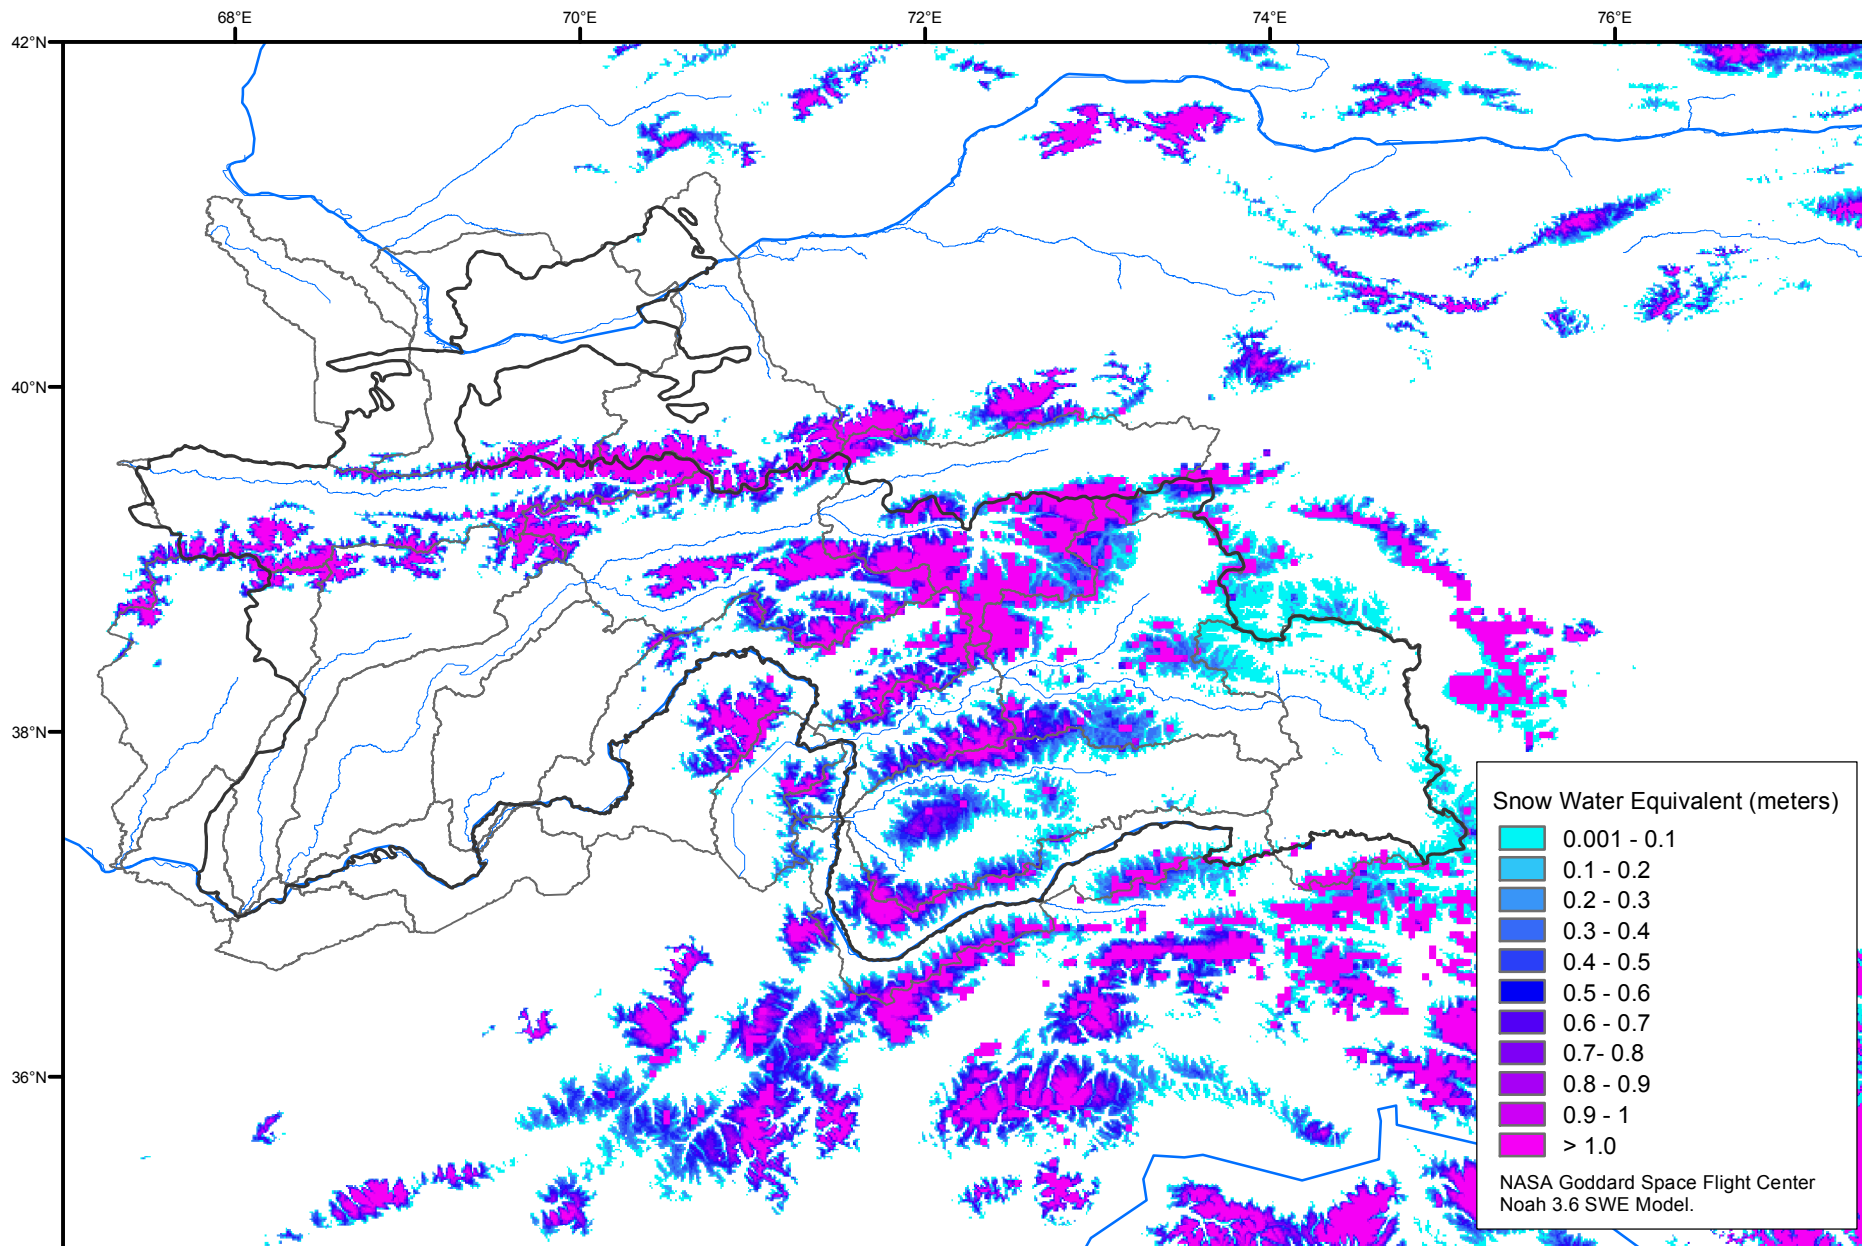 68°E
70°E
72°E
74°E
76°E
42°N
40°N
38°N
36°N
Snow Water Equivalent (meters)
0.001 - 0.1
0.1 - 0.2
0.2 - 0.3
0.3 - 0.4
0.4 - 0.5
0.5 - 0.6
0.6 - 0.7
0.7- 0.8
0.8 - 0.9
0.9 - 1
> 1.0
NASA Goddard Space Flight Center
Noah 3.6 SWE Model.